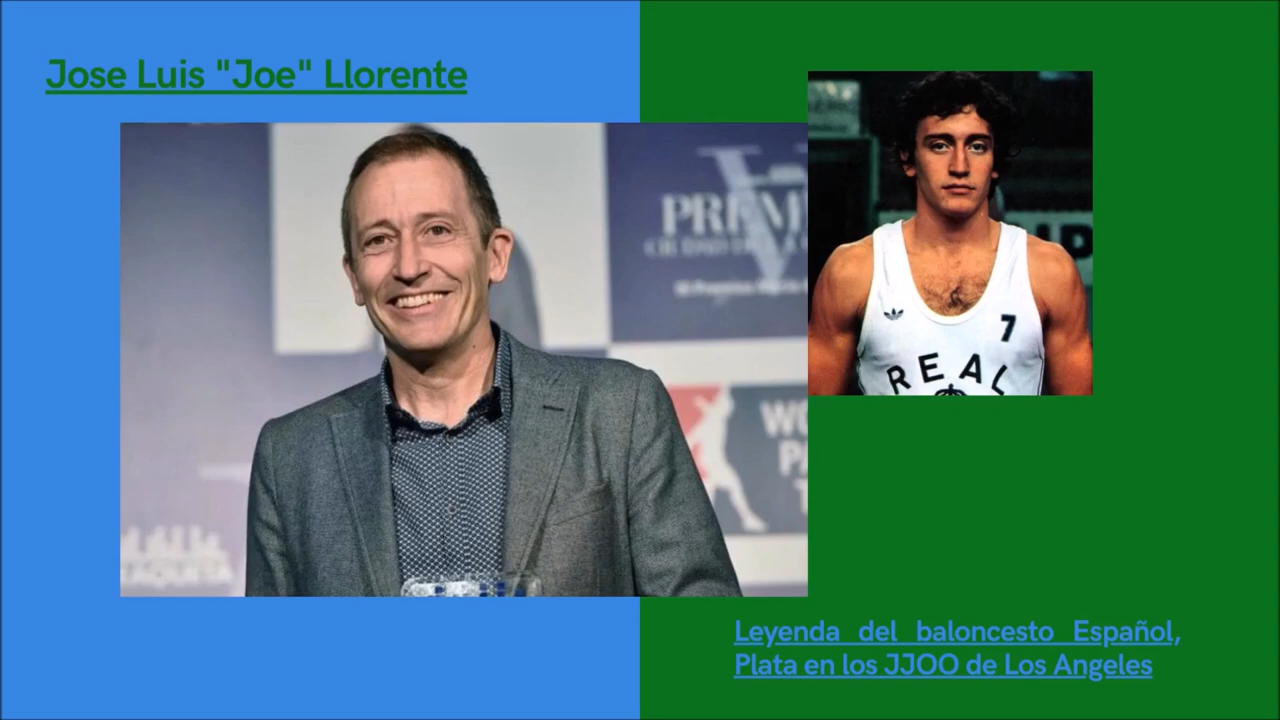 Jose Luis "Joe" Llorente
7
REAL
Leyenda del baloncesto Español,
Plata en los JJOO de Los Angeles